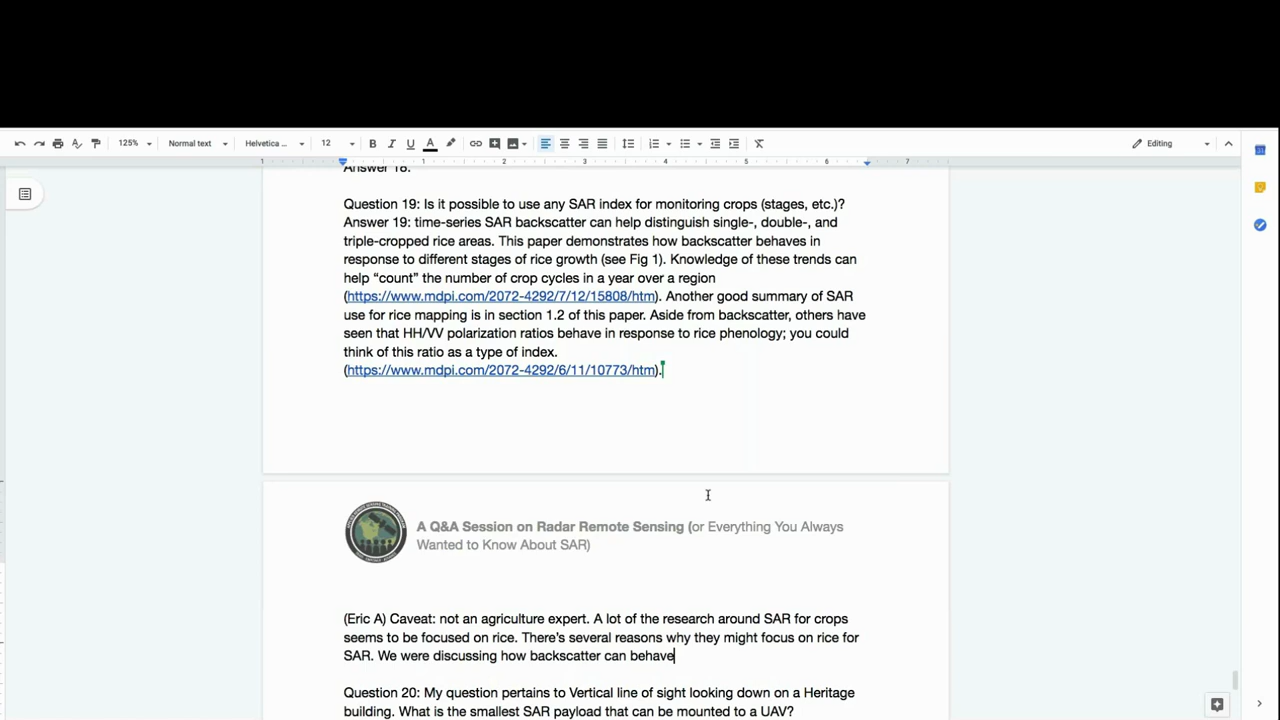 125%
Normal text
Helvetica ...
12
Editing
1 1 2 3 4 5 6 7
Answer 18.
Question 19: Is it possible to use any SAR index for monitoring crops (stages, etc.)?
Answer 19: time-series SAR backscatter can help distinguish single-, double-, and
triple-cropped rice areas. This paper demonstrates how backscatter behaves in
response to different stages of rice growth (see Fig 1). Knowledge of these trends can
help “count” the number of crop cycles in a year over a region
(https://www.mdpi.com/2072-4292/7/12/15808/htm). Another good summary of SAR
use for rice mapping is in section 1.2 of this paper. Aside from backscatter, others have
seen that HH/VV polarization ratios behave in response to rice phenology; you could
think of this ratio as a type of index.
(https://www.mdpi.com/2072-4292/6/11/10773/htm).
A Q&A Session on Radar Remote Sensing (or Everything You Always
Wanted to Know About SAR)
(Eric A) Caveat: not an agriculture expert. A lot of the research around SAR for crops
seems to be focused on rice. There’s several reasons why they might focus on rice for
SAR. We were discussing how backscatter can behave
Question 20: My question pertains to Vertical line of sight looking down on a Heritage
building. What is the smallest SAR payload that can be mounted to a UAV?